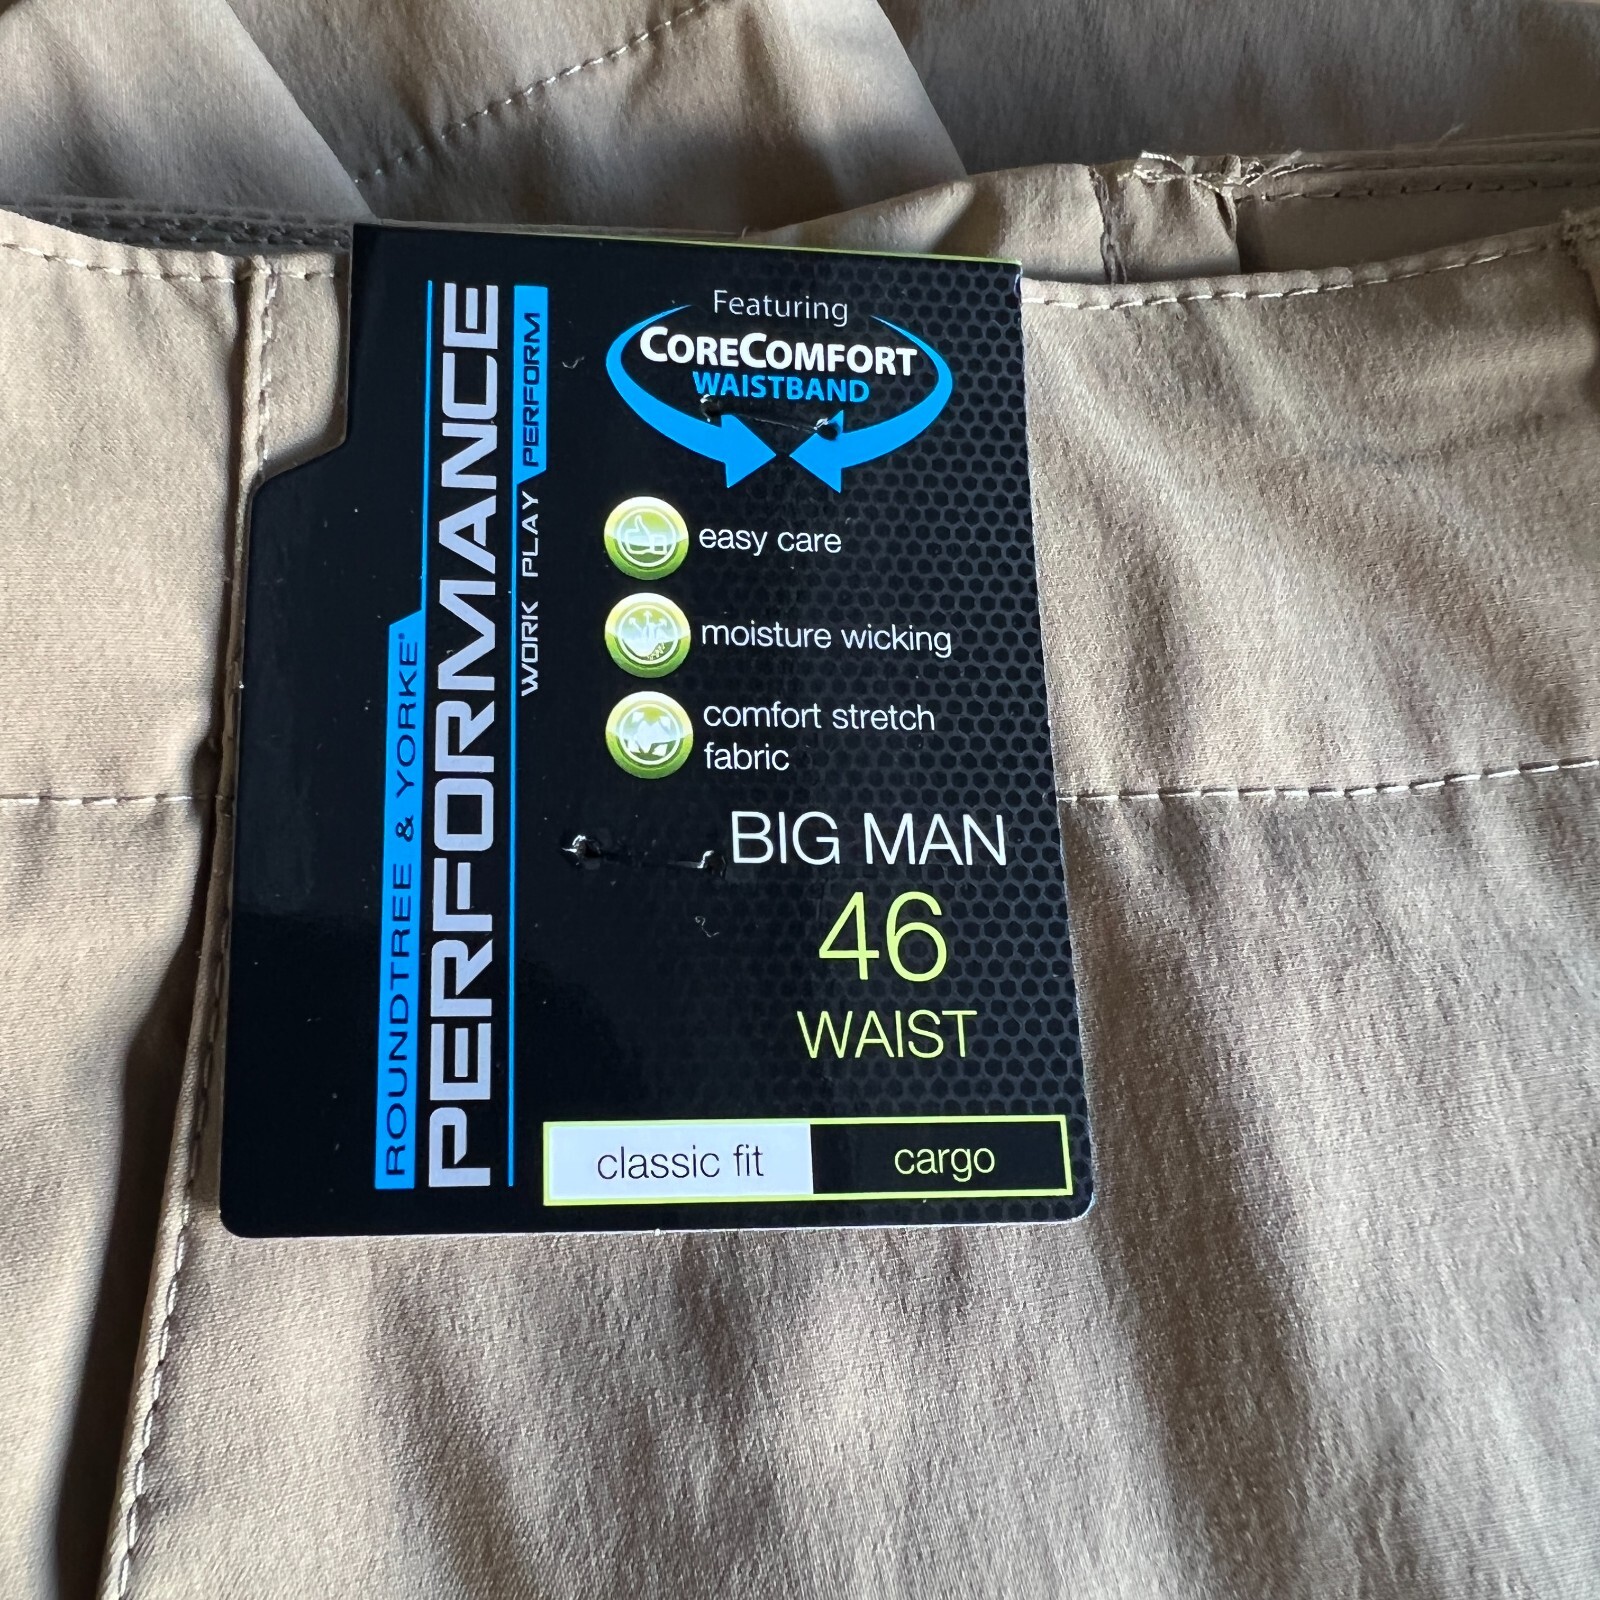 ROUNDTREE & YORKE®
PERFORMANCE
WORK PLAY PERFORM
Featuring
CORECOMFORT
WAISTBAND
easy care
moisture wicking
comfort stretch
fabric
BIG MAN
46
WAIST
classic fit
cargo